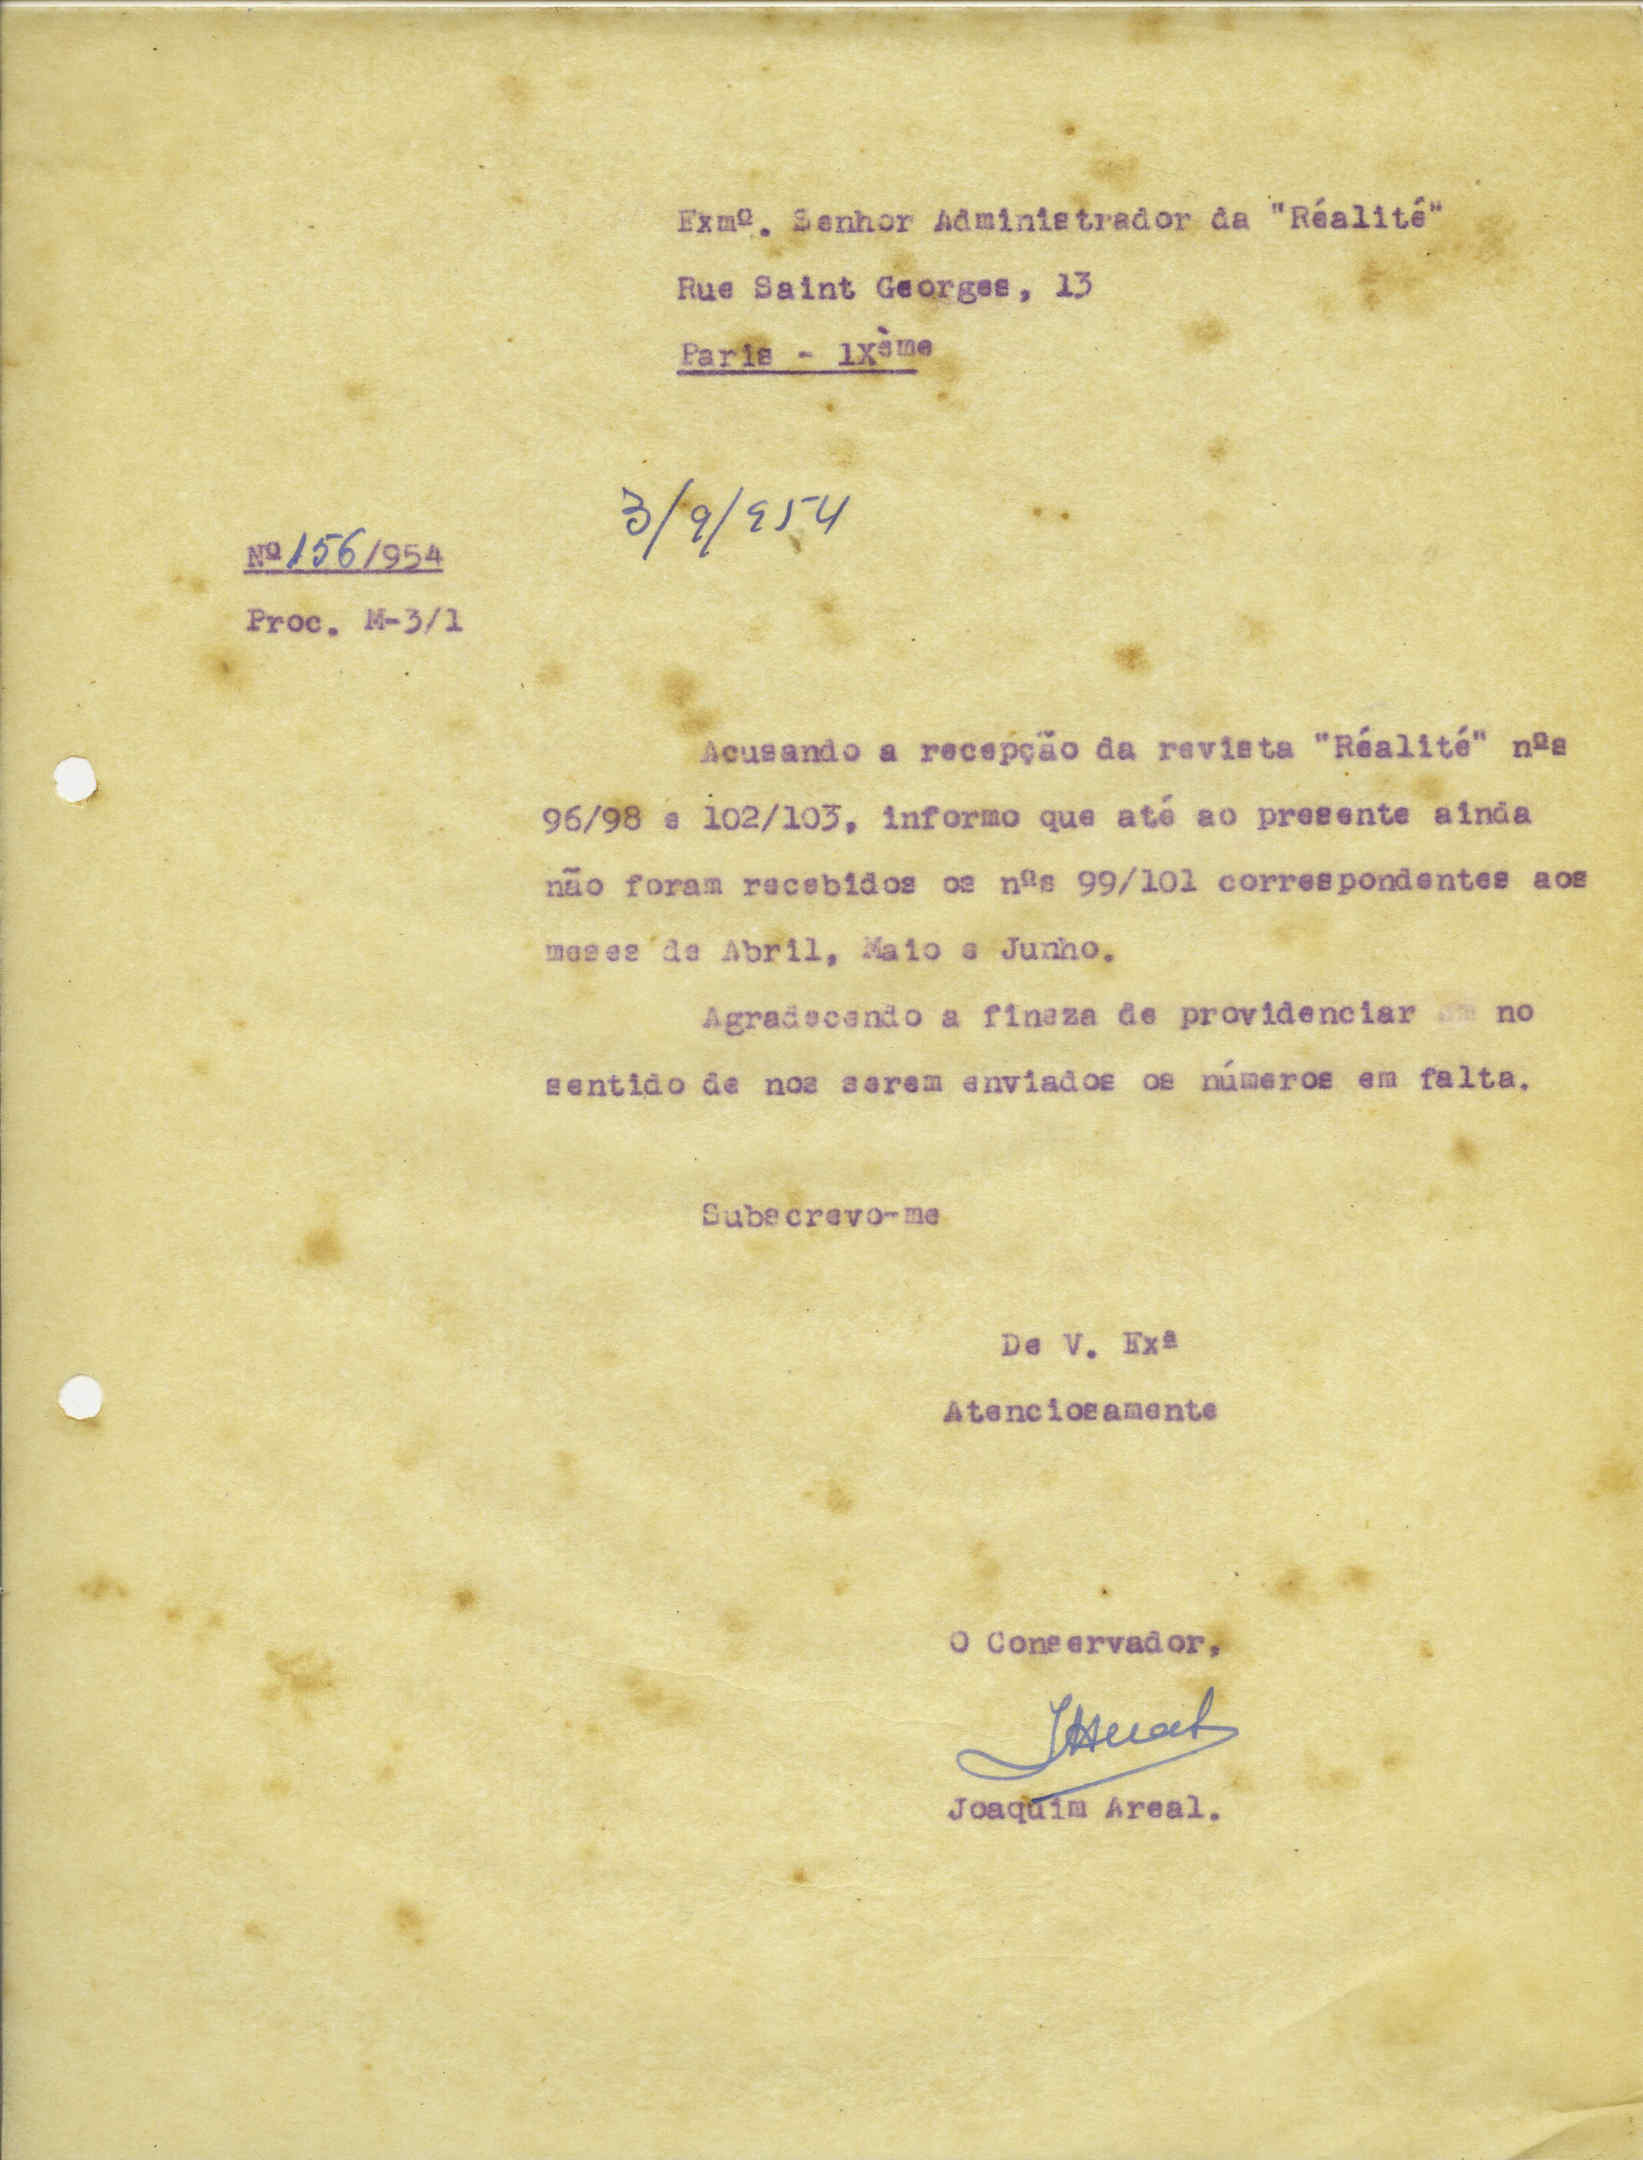 Exmº. Senhor Administrador da "Réalité"
Rue Saint Georges, 13
Paris - 1Xème
3/9/954
Nº 156/954
Proc. M-3/1
Acusando a recepção da revista "Réalité" nºs
96/98 e 102/103, informo que até ao presente ainda
não foram recebidos os nºs 99/101 correspondentes aos
meses de Abril, Maio e Junho.
Agradecendo a fineza de providenciar no
sentido de nos serem enviados os números em falta.
Subscrevo-me
De V. Exª
Atenciosamente
O Conservador,
Joaquim Areal.